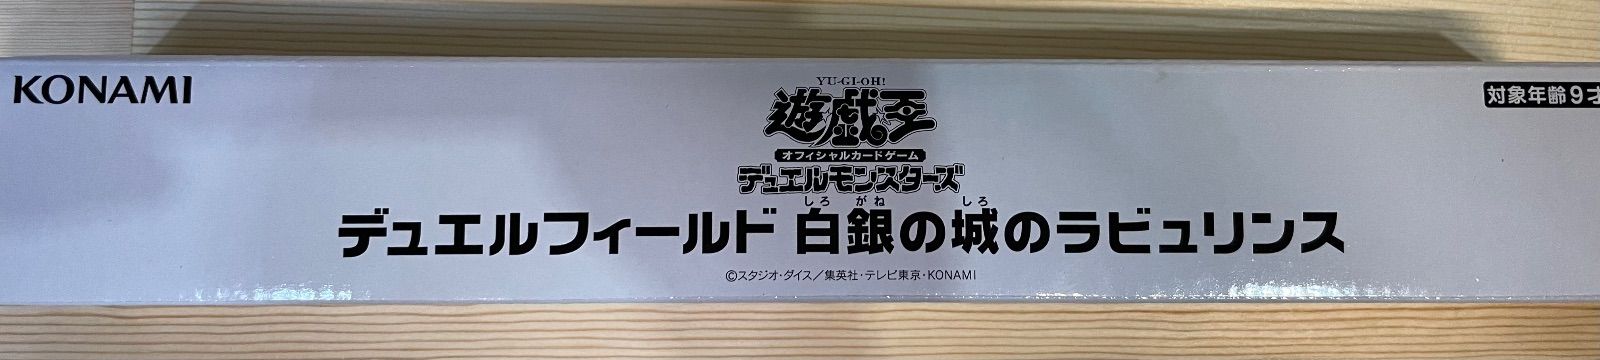 KONAMI
YU-GI-OH!
遊戯王
オフィシャルカードゲーム
デュエルモンスターズ
対象年齢9才
しろ がね しろ
デュエルフィールド 白銀の城のラビュリンス
©スタジオ・ダイス/集英社・テレビ東京・KONAMI